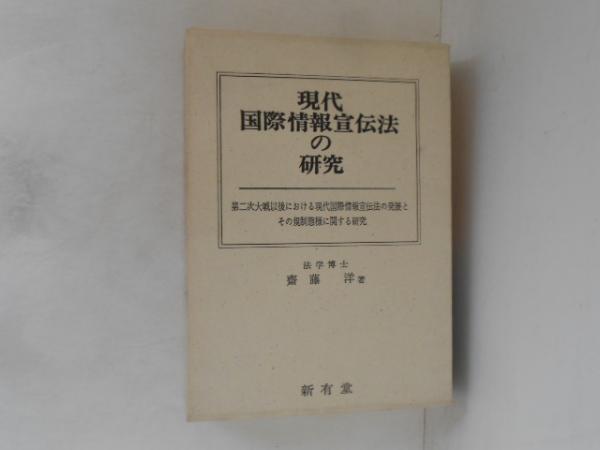 現代
国際情報宣伝法
の
研究
第二次大戦以後における現代国際情報宣伝法の発展と
その規制態様に関する研究
法学博士
齋藤 洋著
新有堂